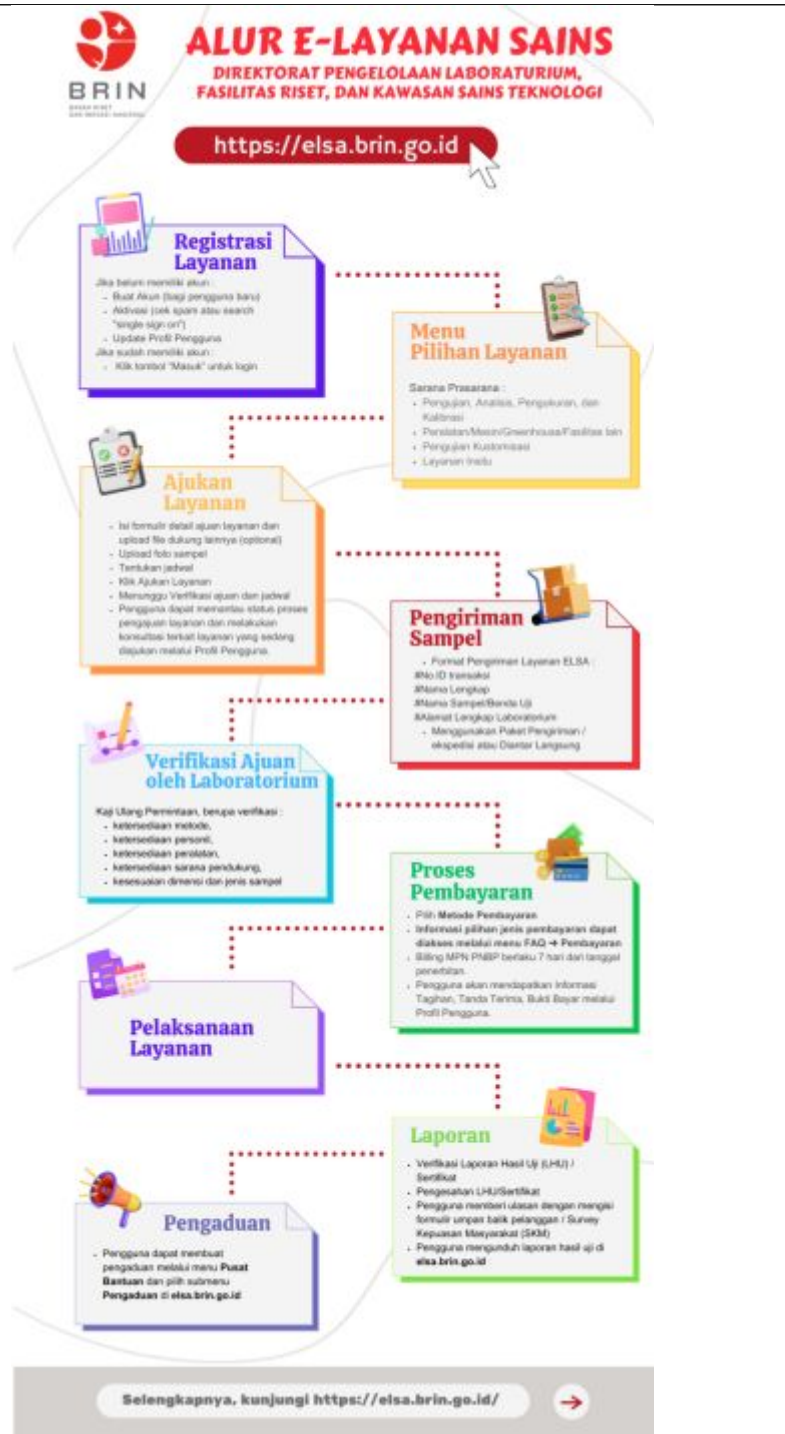 BRIN
BADAN RISET
DAN INOVASI NASIONAL
ALUR E-LAYANAN SAINS
DIREKTORAT PENGELOLAAN LABORATURIUM,
FASILITAS RISET, DAN KAWASAN SAINS TEKNOLOGI
https://elsa.brin.go.id
Registrasi
Layanan
Jika belum memiliki akun :
- Buat Akun (bagi pengguna baru)
- Aktivasi (cek spam atau search
"single sign on")
- Update Profil Pengguna
Jika sudah memiliki akun :
- Klik tombol "Masuk" untuk login
Menu
Pilihan Layanan
Sarana Prasarana :
• Pengujian, Analisis, Pengukuran, dan
Kalibrasi
• Peralatan/Mesin/Greenhouse/Fasilitas lain
• Pengujian Kustomisasi
• Layanan Insitu
Ajukan
Layanan
• Isi formulir detail ajuan layanan dan
upload file dukung lainnya (optional)
• Upload foto sampel
• Tentukan jadwal
• Klik Ajukan Layanan
• Menunggu Verifikasi ajuan dan jadwal
• Pengguna dapat memantau status proses
pengajuan layanan dan melakukan
konsultasi terkait layanan yang sedang
diajukan melalui Profil Pengguna.
Pengiriman
Sampel
• Format Pengiriman Layanan ELSA :
#No.ID transaksi
#Nama Lengkap
#Nama Sampel/Benda Uji
#Alamat Lengkap Laboratorium
• Menggunakan Paket Pengiriman /
ekspedisi atau Diantar Langsung
Verifikasi Ajuan
oleh Laboratorium
Kaji Ulang Permintaan, berupa verifikasi :
• ketersediaan metode,
• ketersediaan personil,
• ketersediaan peralatan,
• ketersediaan sarana pendukung,
• kesesuaian dimensi dan jenis sampel
Proses
Pembayaran
• Pilih Metode Pembayaran
• Informasi pilihan jenis pembayaran dapat
diakses melalui menu FAQ → Pembayaran
• Billing MPN PNBP berlaku 7 hari dari tanggal
penerbitan.
• Pengguna akan mendapatkan Informasi
Tagihan, Tanda Terima, Bukti Bayar melalui
Profil Pengguna.
Pelaksanaan
Layanan
Laporan
• Verifikasi Laporan Hasil Uji (LHU) /
Sertifikat
• Pengesahan LHU/Sertifikat
• Pengguna memberi ulasan dengan mengisi
formulir umpan balik pelanggan / Survey
Kepuasan Masyarakat (SKM)
• Pengguna mengunduh laporan hasil uji di
elsa.brin.go.id
Pengaduan
• Pengguna dapat membuat
pengaduan melalui menu Pusat
Bantuan dan pilih submenu
Pengaduan di elsa.brin.go.id
Selengkapnya, kunjungi https://elsa.brin.go.id/